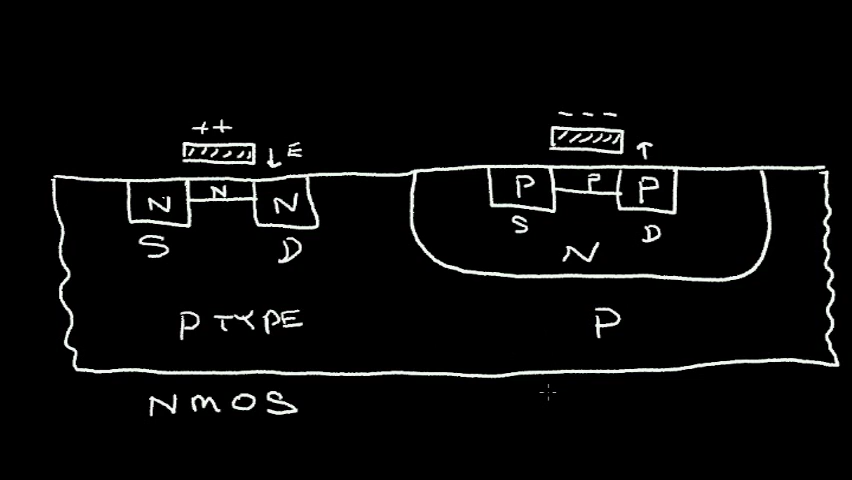 ++ - - -
↓ E ↑
N N N P P P
S D S D
N
P TYPE P
NMOS